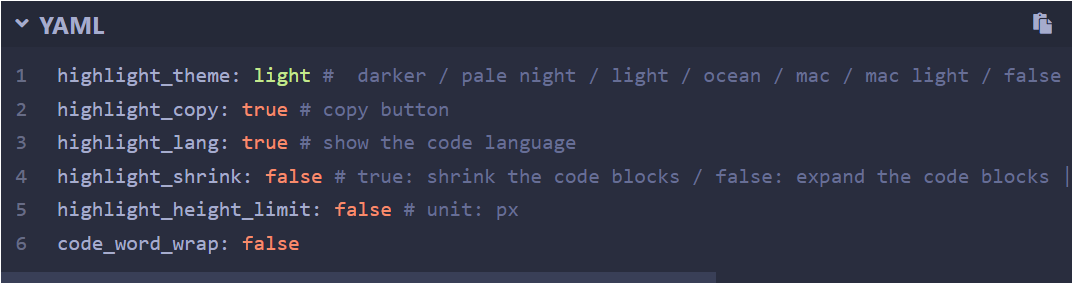 YAML
1 highlight_theme: light #  darker / pale night / light / ocean / mac / mac light / false
2 highlight_copy: true # copy button
3 highlight_lang: true # show the code language
4 highlight_shrink: false # true: shrink the code blocks / false: expand the code blocks |
5 highlight_height_limit: false # unit: px
6 code_word_wrap: false